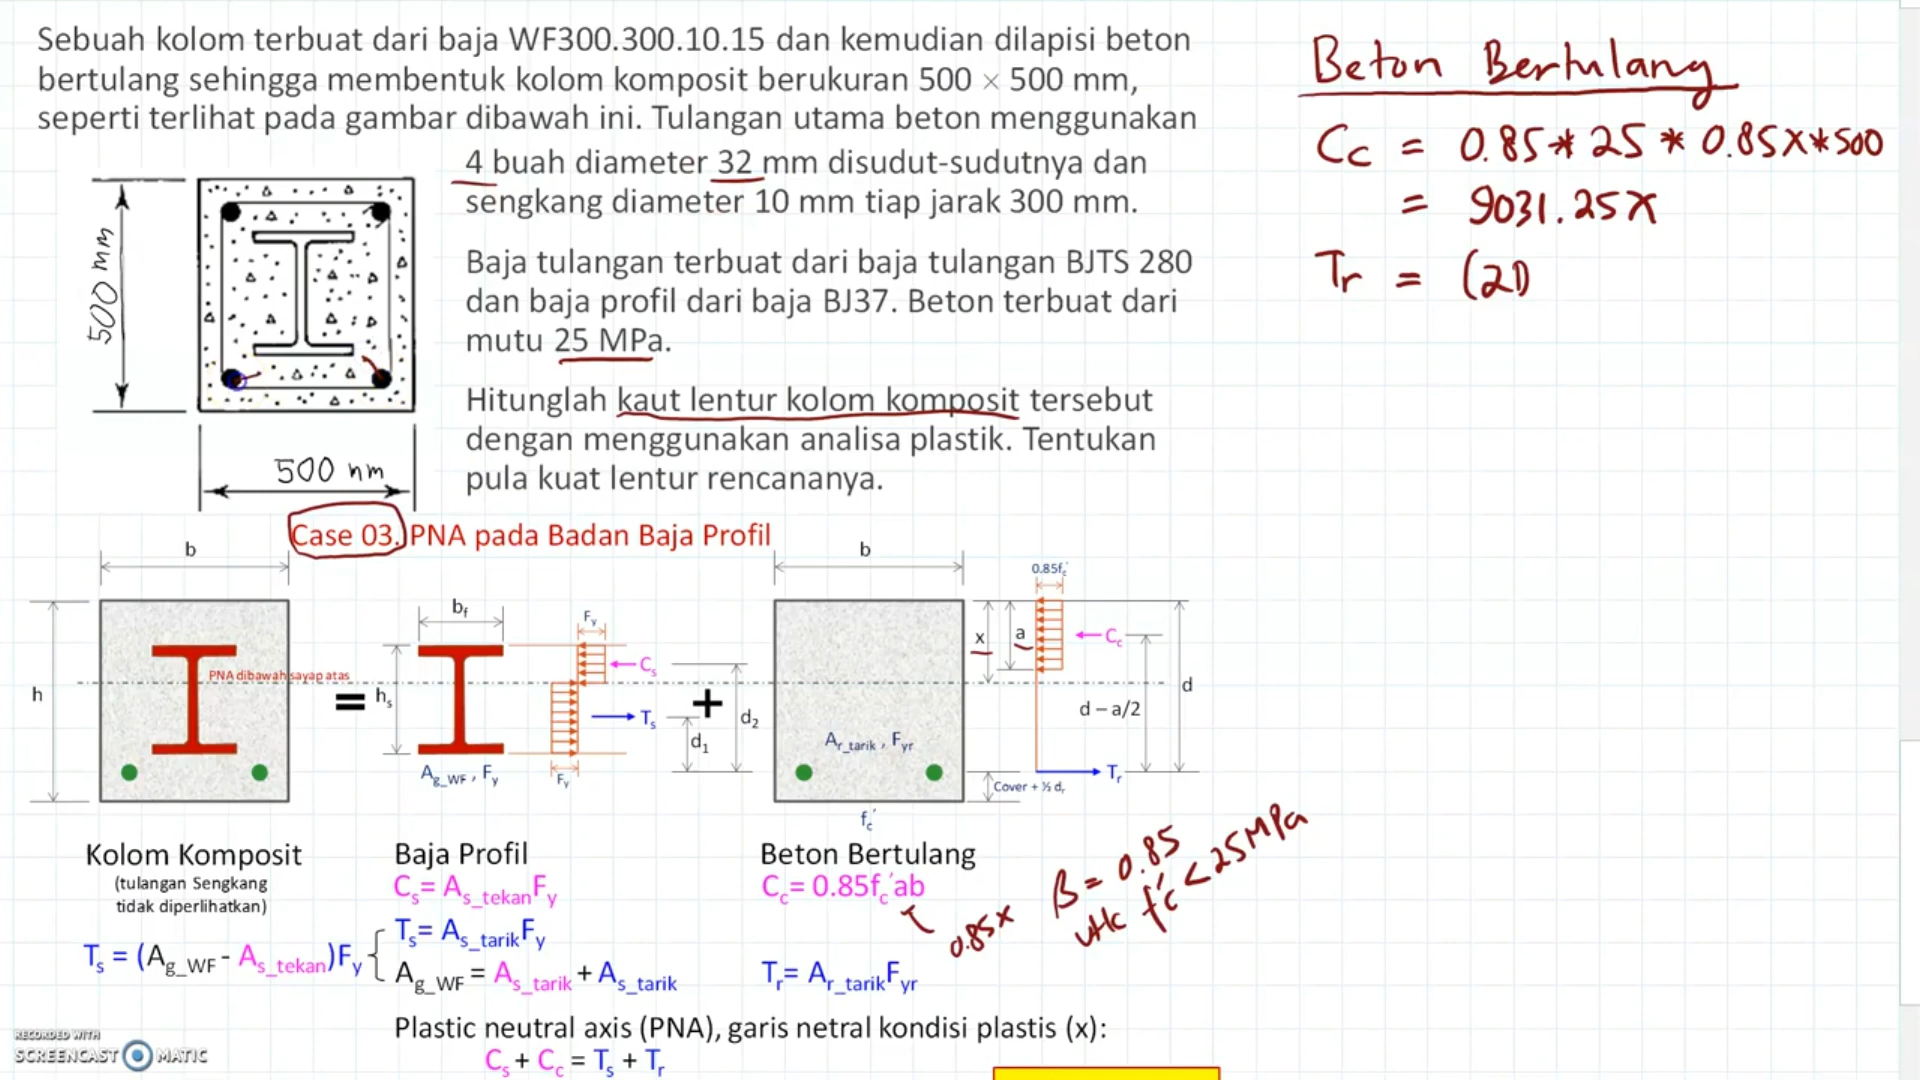 Sebuah kolom terbuat dari baja WF300.300.10.15 dan kemudian dilapisi beton
bertulang sehingga membentuk kolom komposit berukuran 500 × 500 mm,
seperti terlihat pada gambar dibawah ini. Tulangan utama beton menggunakan
4 buah diameter 32 mm disudut-sudutnya dan
sengkang diameter 10 mm tiap jarak 300 mm.
Baja tulangan terbuat dari baja tulangan BJTS 280
dan baja profil dari baja BJ37. Beton terbuat dari
mutu 25 MPa.
Hitunglah kaut lentur kolom komposit tersebut
dengan menggunakan analisa plastik. Tentukan
pula kuat lentur rencananya.
500 mm
500 mm
Beton Bertulang
Cc = 0.85 * 25 * 0.85x * 500
= 9031.25x
Tr = (2)
Case 03. PNA pada Badan Baja Profil
b
h
PNA dibawah sayap atas
=
bf
hs
Fy
Cs
Ts
Fy
d1
d2
Ag_WF , Fy
+
b
Ar_tarik , Fyr
fc'
x
a
0.85fc'
Cc
d – a/2
d
Tr
Cover + ½ dr
β = 0.85
utk fc' < 25 MPa
0.85x
Kolom Komposit
(tulangan Sengkang
tidak diperlihatkan)
Ts = (Ag_WF - As_tekan)Fy
Baja Profil
Cs= As_tekanFy
Ts= As_tarikFy
Ag_WF = As_tarik + As_tarik
Beton Bertulang
Cc= 0.85fc'ab
Tr= Ar_tarikFyr
Plastic neutral axis (PNA), garis netral kondisi plastis (x):
Cs + Cc = Ts + Tr
RECORDED WITH
SCREENCAST MATIC